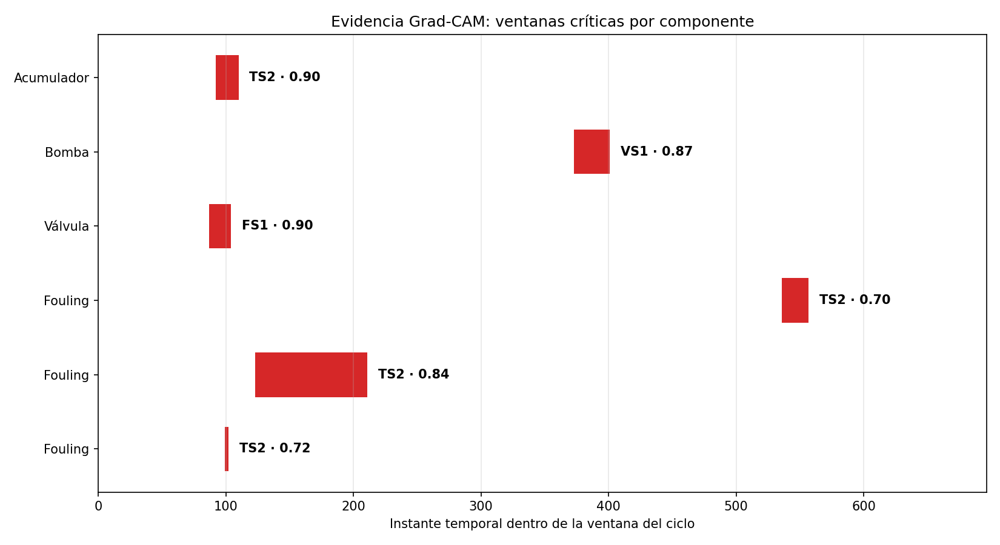 Evidencia Grad-CAM: ventanas críticas por componente
Acumulador
TS2 · 0.90
Bomba
VS1 · 0.87
Válvula
FS1 · 0.90
Fouling
TS2 · 0.70
Fouling
TS2 · 0.84
Fouling
TS2 · 0.72
0 100 200 300 400 500 600
Instante temporal dentro de la ventana del ciclo